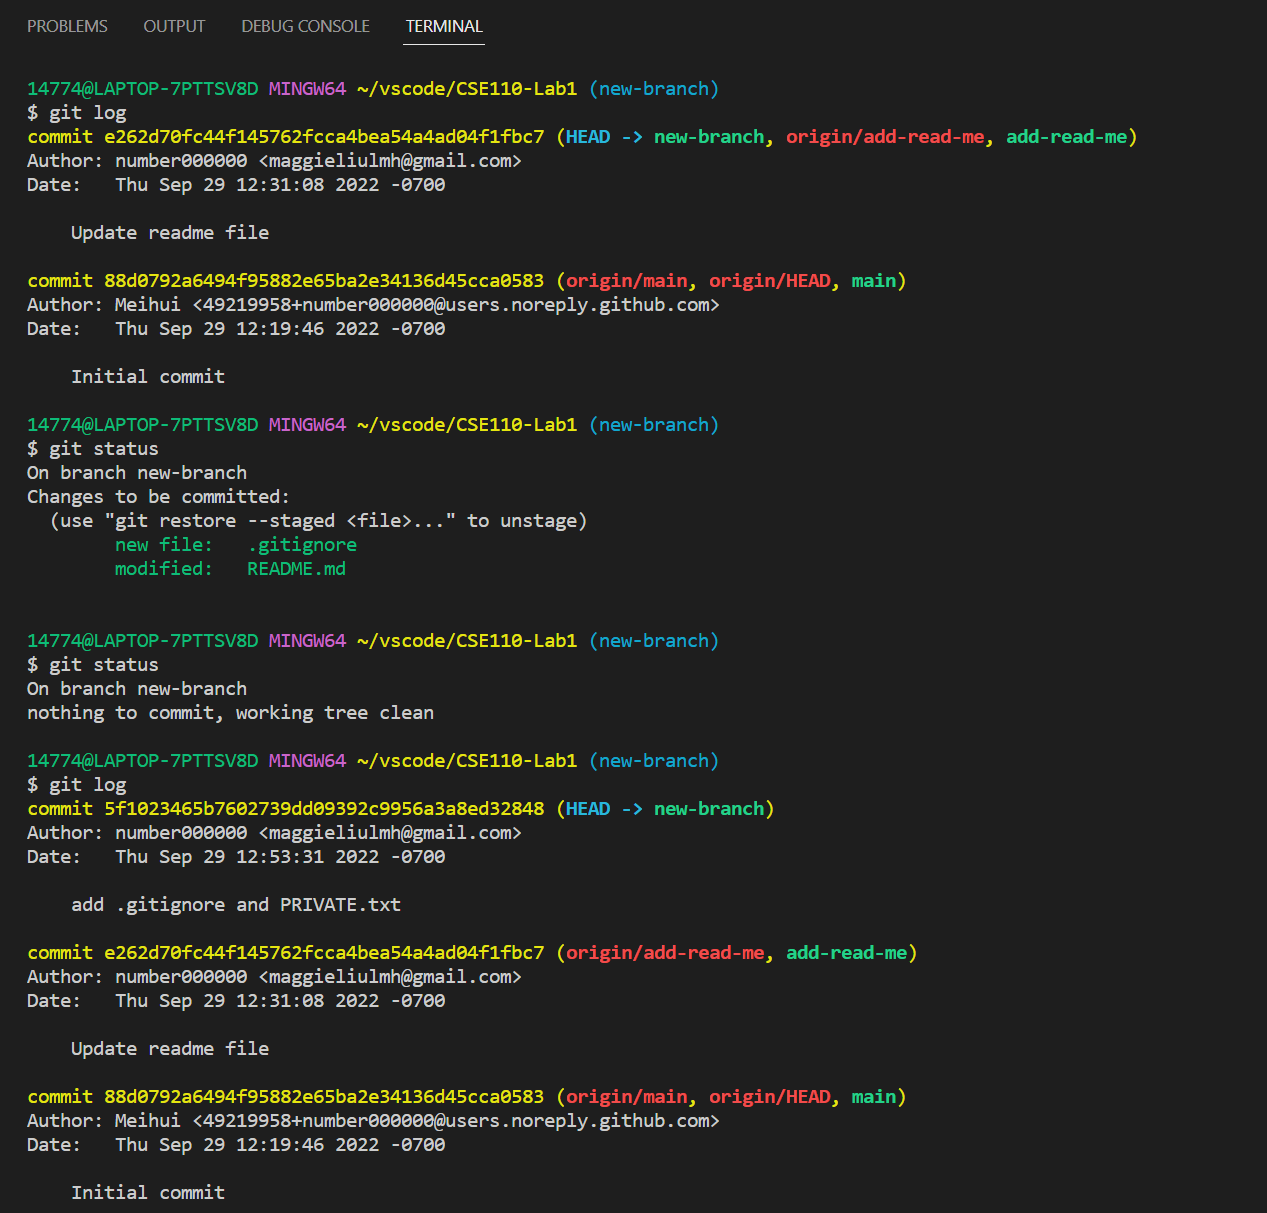 PROBLEMS OUTPUT DEBUG CONSOLE TERMINAL
14774@LAPTOP-7PTTSV8D MINGW64 ~/vscode/CSE110-Lab1 (new-branch)
$ git log
commit e262d70fc44f145762fcca4bea54a4ad04f1fbc7 (HEAD -> new-branch, origin/add-read-me, add-read-me)
Author: number000000 <maggieliulmh@gmail.com>
Date:   Thu Sep 29 12:31:08 2022 -0700
    Update readme file
commit 88d0792a6494f95882e65ba2e34136d45cca0583 (origin/main, origin/HEAD, main)
Author: Meihui <49219958+number000000@users.noreply.github.com>
Date:   Thu Sep 29 12:19:46 2022 -0700
    Initial commit
14774@LAPTOP-7PTTSV8D MINGW64 ~/vscode/CSE110-Lab1 (new-branch)
$ git status
On branch new-branch
Changes to be committed:
  (use "git restore --staged <file>..." to unstage)
        new file:   .gitignore
        modified:   README.md
14774@LAPTOP-7PTTSV8D MINGW64 ~/vscode/CSE110-Lab1 (new-branch)
$ git status
On branch new-branch
nothing to commit, working tree clean
14774@LAPTOP-7PTTSV8D MINGW64 ~/vscode/CSE110-Lab1 (new-branch)
$ git log
commit 5f1023465b7602739dd09392c9956a3a8ed32848 (HEAD -> new-branch)
Author: number000000 <maggieliulmh@gmail.com>
Date:   Thu Sep 29 12:53:31 2022 -0700
    add .gitignore and PRIVATE.txt
commit e262d70fc44f145762fcca4bea54a4ad04f1fbc7 (origin/add-read-me, add-read-me)
Author: number000000 <maggieliulmh@gmail.com>
Date:   Thu Sep 29 12:31:08 2022 -0700
    Update readme file
commit 88d0792a6494f95882e65ba2e34136d45cca0583 (origin/main, origin/HEAD, main)
Author: Meihui <49219958+number000000@users.noreply.github.com>
Date:   Thu Sep 29 12:19:46 2022 -0700
    Initial commit